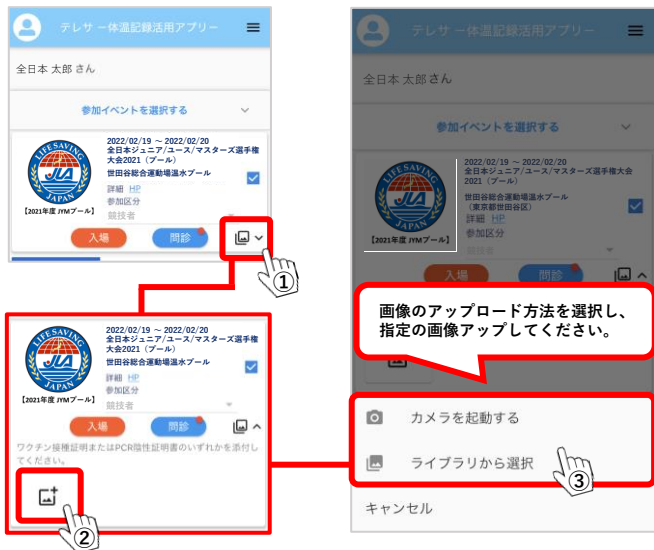 テレサ ー体温記録活用アプリー
全日本 太郎 さん
参加イベントを選択する
LIFESAVING
JLA
JAPAN
【2021年度 JYMプール】
2022/02/19 ～ 2022/02/20
全日本ジュニア/ユース/マスターズ選手権
大会2021（プール）
世田谷総合運動場温水プール
詳細 HP
参加区分
競技者
入場
問診
①
LIFESAVING
JLA
JAPAN
【2021年度 JYMプール】
2022/02/19 ～ 2022/02/20
全日本ジュニア/ユース/マスターズ選手権
大会2021（プール）
世田谷総合運動場温水プール
詳細 HP
参加区分
競技者
入場
問診
ワクチン接種証明またはPCR陰性証明書のいずれかを添付し
てください。
②
テレサ ー体温記録活用アプリー
全日本 太郎 さん
参加イベントを選択する
LIFESAVING
JLA
JAPAN
【2021年度 JYMプール】
2022/02/19 ～ 2022/02/20
全日本ジュニア/ユース/マスターズ選手権大会
2021（プール）
世田谷総合運動場温水プール
（東京都世田谷区）
詳細 HP
参加区分
競技者
入場
問診
画像のアップロード方法を選択し、
指定の画像アップしてください。
カメラを起動する
ライブラリから選択
③
キャンセル